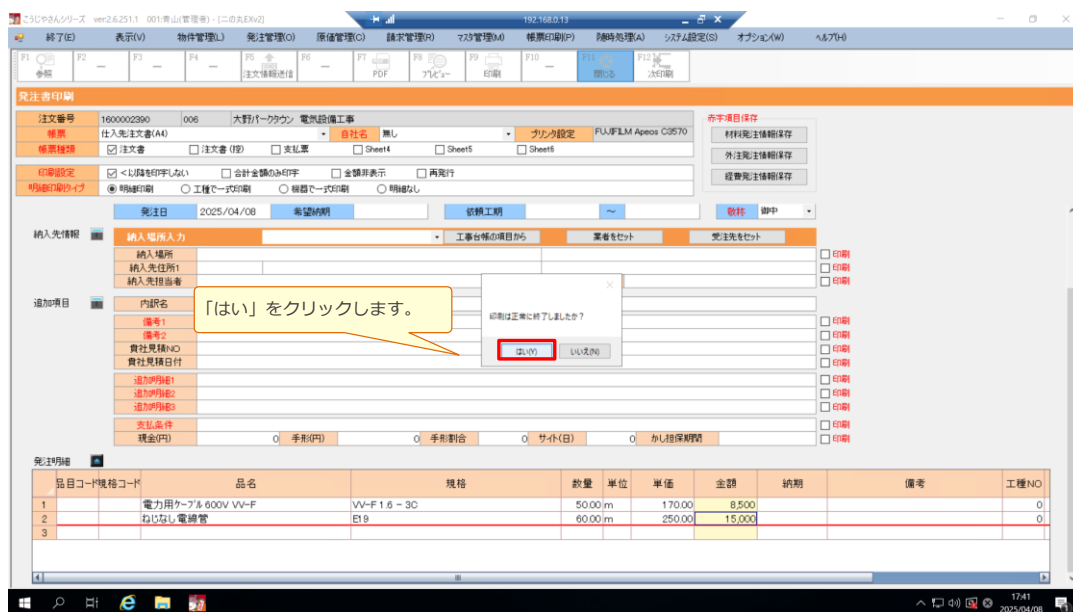 こうじやさんシリーズ ver.2.6.251.1 001:青山(管理者) - [二の丸EXv2]
192.168.0.13
終了(E) 表示(V) 物件管理(L) 発注管理(O) 原価管理(C) 請求管理(R) マスタ管理(M) 帳票印刷(P) 随時処理(A) システム設定(S) オプション(W) ヘルプ(H)
F1 参照 F2 F3 F4 F5 注文情報送信 F6 F7 PDF F8 プレビュー F9 印刷 F10 F11 閉じる F12 次印刷
発注書印刷
注文番号 1600002390 006 大野パークタウン 電気設備工事
帳票 仕入先注文書(A4) 自社名 無し プリンタ設定 FUJIFILM Apeos C3570
帳票種類 注文書 注文書(控) 支払票 Sheet4 Sheet5 Sheet6
印刷設定 <以降を印字しない 合計金額のみ印字 金額非表示 再発行
明細印刷タイプ 明細印刷 工種で一式印刷 機器で一式印刷 明細なし
赤字項目保存
材料発注情報保存
外注発注情報保存
経費発注情報保存
発注日 2025/04/08 希望納期 依頼工期 ～ 敬称 御中
納入先情報 納入場所入力 工事台帳の項目から 業者をセット 受注先をセット
納入場所 印刷
納入先住所1 印刷
納入先担当者 印刷
追加項目 内訳名
備考1 印刷
備考2 印刷
貴社見積NO 印刷
貴社見積日付 印刷
追加明細1 印刷
追加明細2 印刷
追加明細3 印刷
支払条件 印刷
現金(円) 0 手形(円) 0 手形割合 0 サイト(日) 0 かし担保期間 印刷
「はい」をクリックします。
印刷は正常に終了しましたか？
はい(Y) いいえ(N)
発注明細
品目コード 規格コード 品名 規格 数量 単位 単価 金額 納期 備考 工種NO
1 電力用ケーブル 600V VV-F VV-F 1.6 - 3C 50.00 m 170.00 8,500 0
2 ねじなし電線管 E19 60.00 m 250.00 15,000 0
3
17:41
2025/04/08